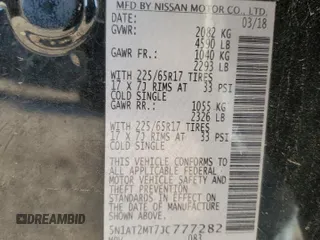 MFD BY NISSAN MOTOR CO., LTD.
DATE: 03/18
GVWR: 2082 KG
4590 LB
GAWR FR.: 1040 KG
2293 LB
WITH 225/65R17 TIRES
17 X 7J RIMS AT 33 PSI
COLD SINGLE
GAWR RR.: 1055 KG
2326 LB
WITH 225/65R17 TIRES
17 X 7J RIMS AT 33 PSI
COLD SINGLE
THIS VEHICLE CONFORMS TO ALL
APPLICABLE FEDERAL
MOTOR VEHICLE SAFETY AND
THEFT PREVENTION
STANDARDS IN EFFECT ON THE
DATE OF MANUFACTURE
SHOWN ABOVE.
5N1AT2MT7JC777282
MPV
© sold.bid